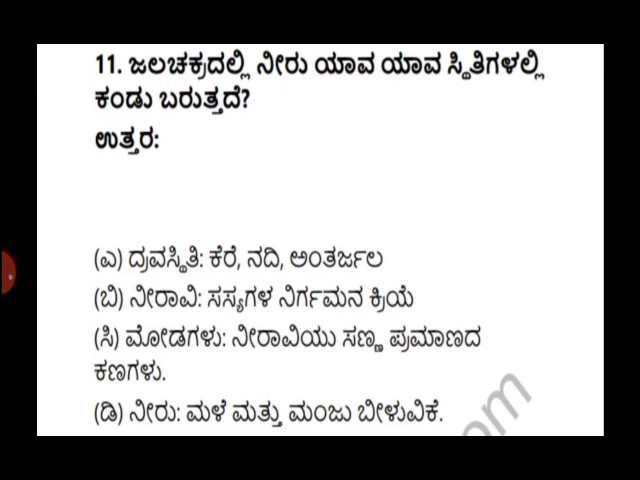 11. ಜಲಚಕ್ರದಲ್ಲಿ ನೀರು ಯಾವ ಯಾವ ಸ್ಥಿತಿಗಳಲ್ಲಿ
ಕಂಡು ಬರುತ್ತದೆ?
ಉತ್ತರ:
(ಎ) ದ್ರವಸ್ಥಿತಿ: ಕೆರೆ, ನದಿ, ಅಂತರ್ಜಲ
(ಬಿ) ನೀರಾವಿ: ಸಸ್ಯಗಳ ನಿರ್ಗಮನ ಕ್ರಿಯೆ
(ಸಿ) ಮೋಡಗಳು: ನೀರಾವಿಯು ಸಣ್ಣ ಪ್ರಮಾಣದ
ಕಣಗಳು.
(ಡಿ) ನೀರು: ಮಳೆ ಮತ್ತು ಮಂಜು ಬೀಳುವಿಕೆ.
om